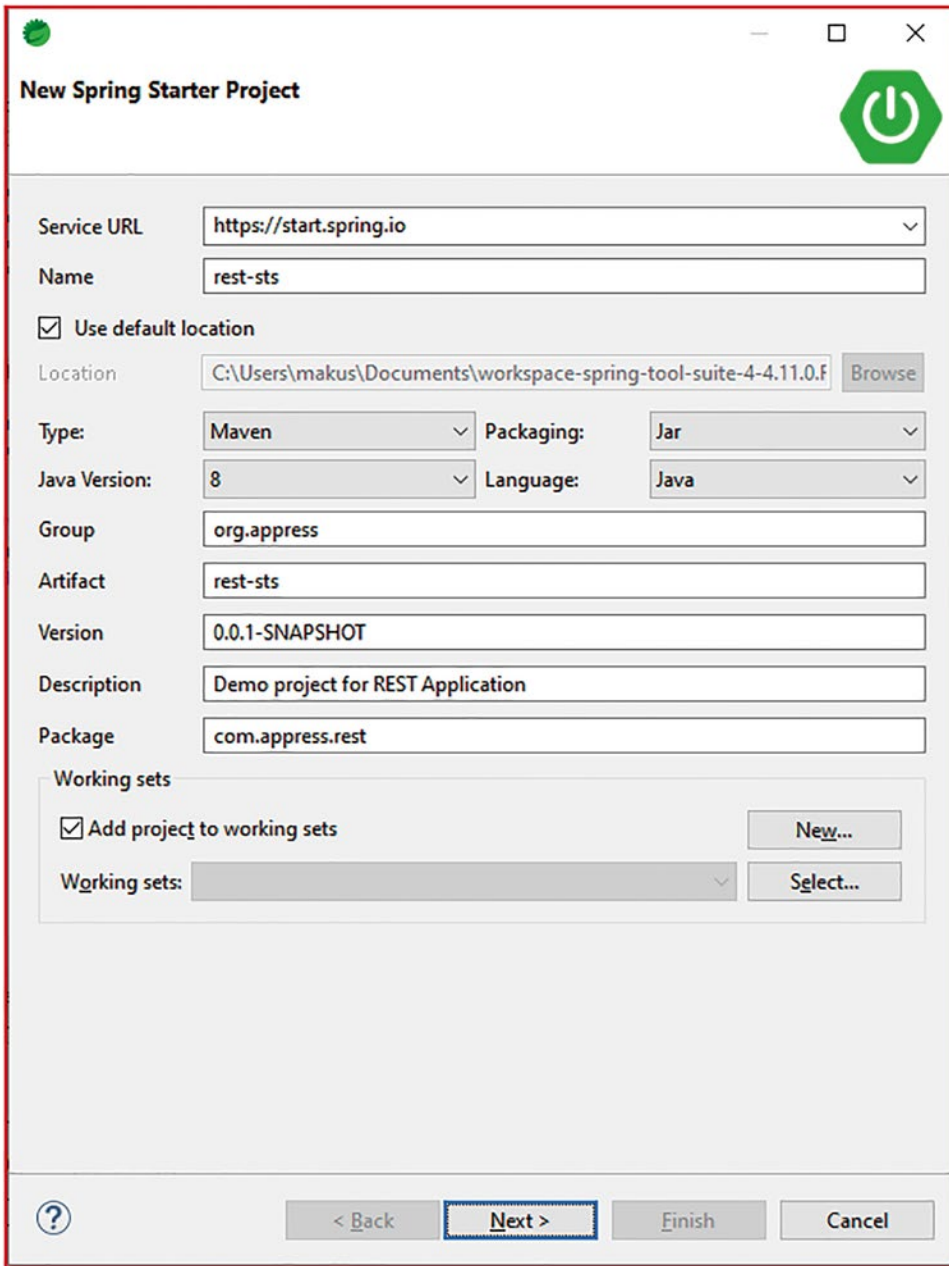 New Spring Starter Project
Service URL https://start.spring.io
Name rest-sts
Use default location
Location C:\Users\makus\Documents\workspace-spring-tool-suite-4-4.11.0.F Browse
Type: Maven Packaging: Jar
Java Version: 8 Language: Java
Group org.appress
Artifact rest-sts
Version 0.0.1-SNAPSHOT
Description Demo project for REST Application
Package com.appress.rest
Working sets
Add project to working sets New...
Working sets: Select...
? < Back Next > Finish Cancel